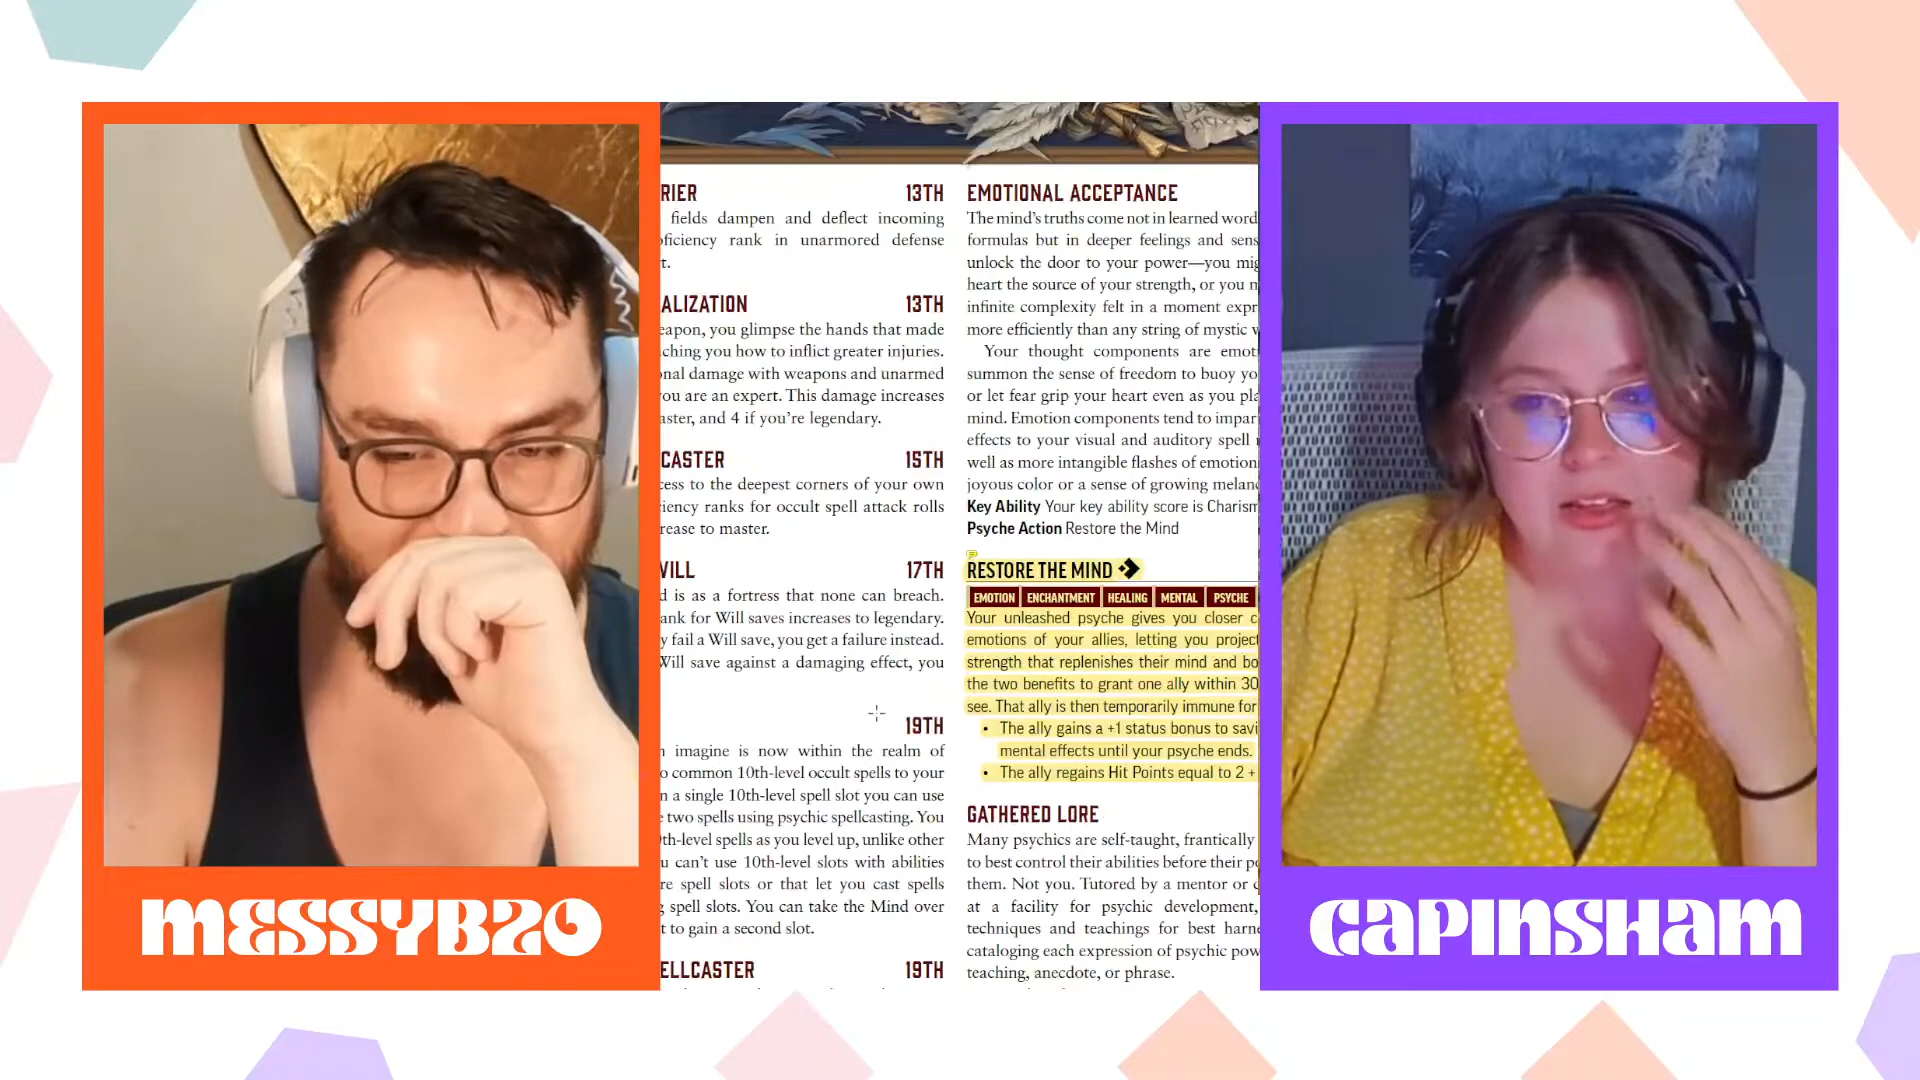 RIER 13TH
fields dampen and deflect incoming
oficiency rank in unarmored defense
t.
ALIZATION 13TH
eapon, you glimpse the hands that made
ching you how to inflict greater injuries.
onal damage with weapons and unarmed
you are an expert. This damage increases
aster, and 4 if you're legendary.
CASTER 15TH
cess to the deepest corners of your own
ciency ranks for occult spell attack rolls
rease to master.
WILL 17TH
d is as a fortress that none can breach.
ank for Will saves increases to legendary.
y fail a Will save, you get a failure instead.
Will save against a damaging effect, you
19TH
n imagine is now within the realm of
o common 10th-level occult spells to your
n a single 10th-level spell slot you can use
e two spells using psychic spellcasting. You
0th-level spells as you level up, unlike other
u can't use 10th-level slots with abilities
re spell slots or that let you cast spells
g spell slots. You can take the Mind over
t to gain a second slot.
ELLCASTER 19TH
EMOTIONAL ACCEPTANCE
The mind's truths come not in learned word
formulas but in deeper feelings and sens
unlock the door to your power—you mig
heart the source of your strength, or you n
infinite complexity felt in a moment expr
more efficiently than any string of mystic w
Your thought components are emoti
summon the sense of freedom to buoy yo
or let fear grip your heart even as you pla
mind. Emotion components tend to impar
effects to your visual and auditory spell
well as more intangible flashes of emotion
joyous color or a sense of growing melanc
Key Ability Your key ability score is Charism
Psyche Action Restore the Mind
RESTORE THE MIND
EMOTION ENCHANTMENT HEALING MENTAL PSYCHE
Your unleashed psyche gives you closer c
emotions of your allies, letting you project
strength that replenishes their mind and bo
the two benefits to grant one ally within 30
see. That ally is then temporarily immune for
• The ally gains a +1 status bonus to savi
mental effects until your psyche ends.
• The ally regains Hit Points equal to 2 +
GATHERED LORE
Many psychics are self-taught, frantically
to best control their abilities before their po
them. Not you. Tutored by a mentor or c
at a facility for psychic development,
techniques and teachings for best harne
cataloging each expression of psychic pow
teaching, anecdote, or phrase.
MESSYB20
CAPINSHAM